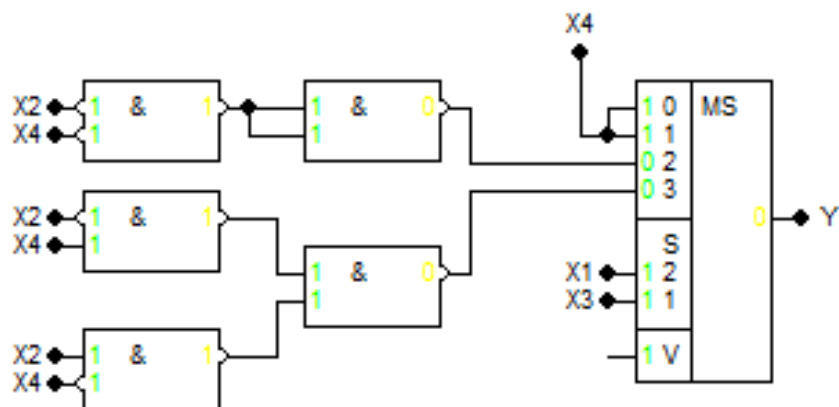 X4
X2 1 & 1 1 & 0 1 0 MS
X4 1 1 1 1
0 2
X2 1 & 1 0 3
X4 1 0 Y
1 & 0 S
1 X1 1 2
X3 1 1
X2 1 & 1 1 V
X4 1